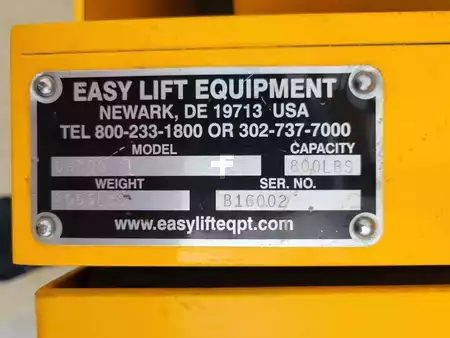 EASY LIFT EQUIPMENT
NEWARK, DE 19713 USA
TEL 800-233-1800 OR 302-737-7000
MODEL CAPACITY
800LBS
WEIGHT SER. NO.
B16002
www.easylifteqpt.com